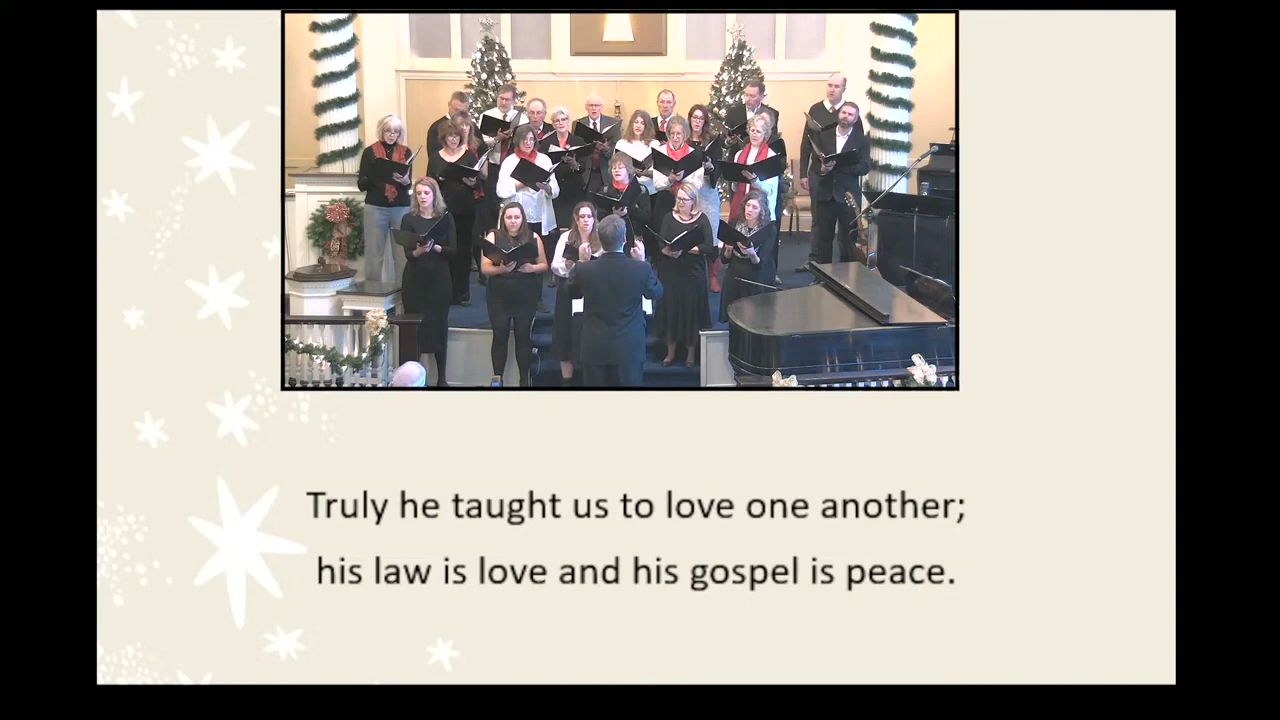 Truly he taught us to love one another;
his law is love and his gospel is peace.